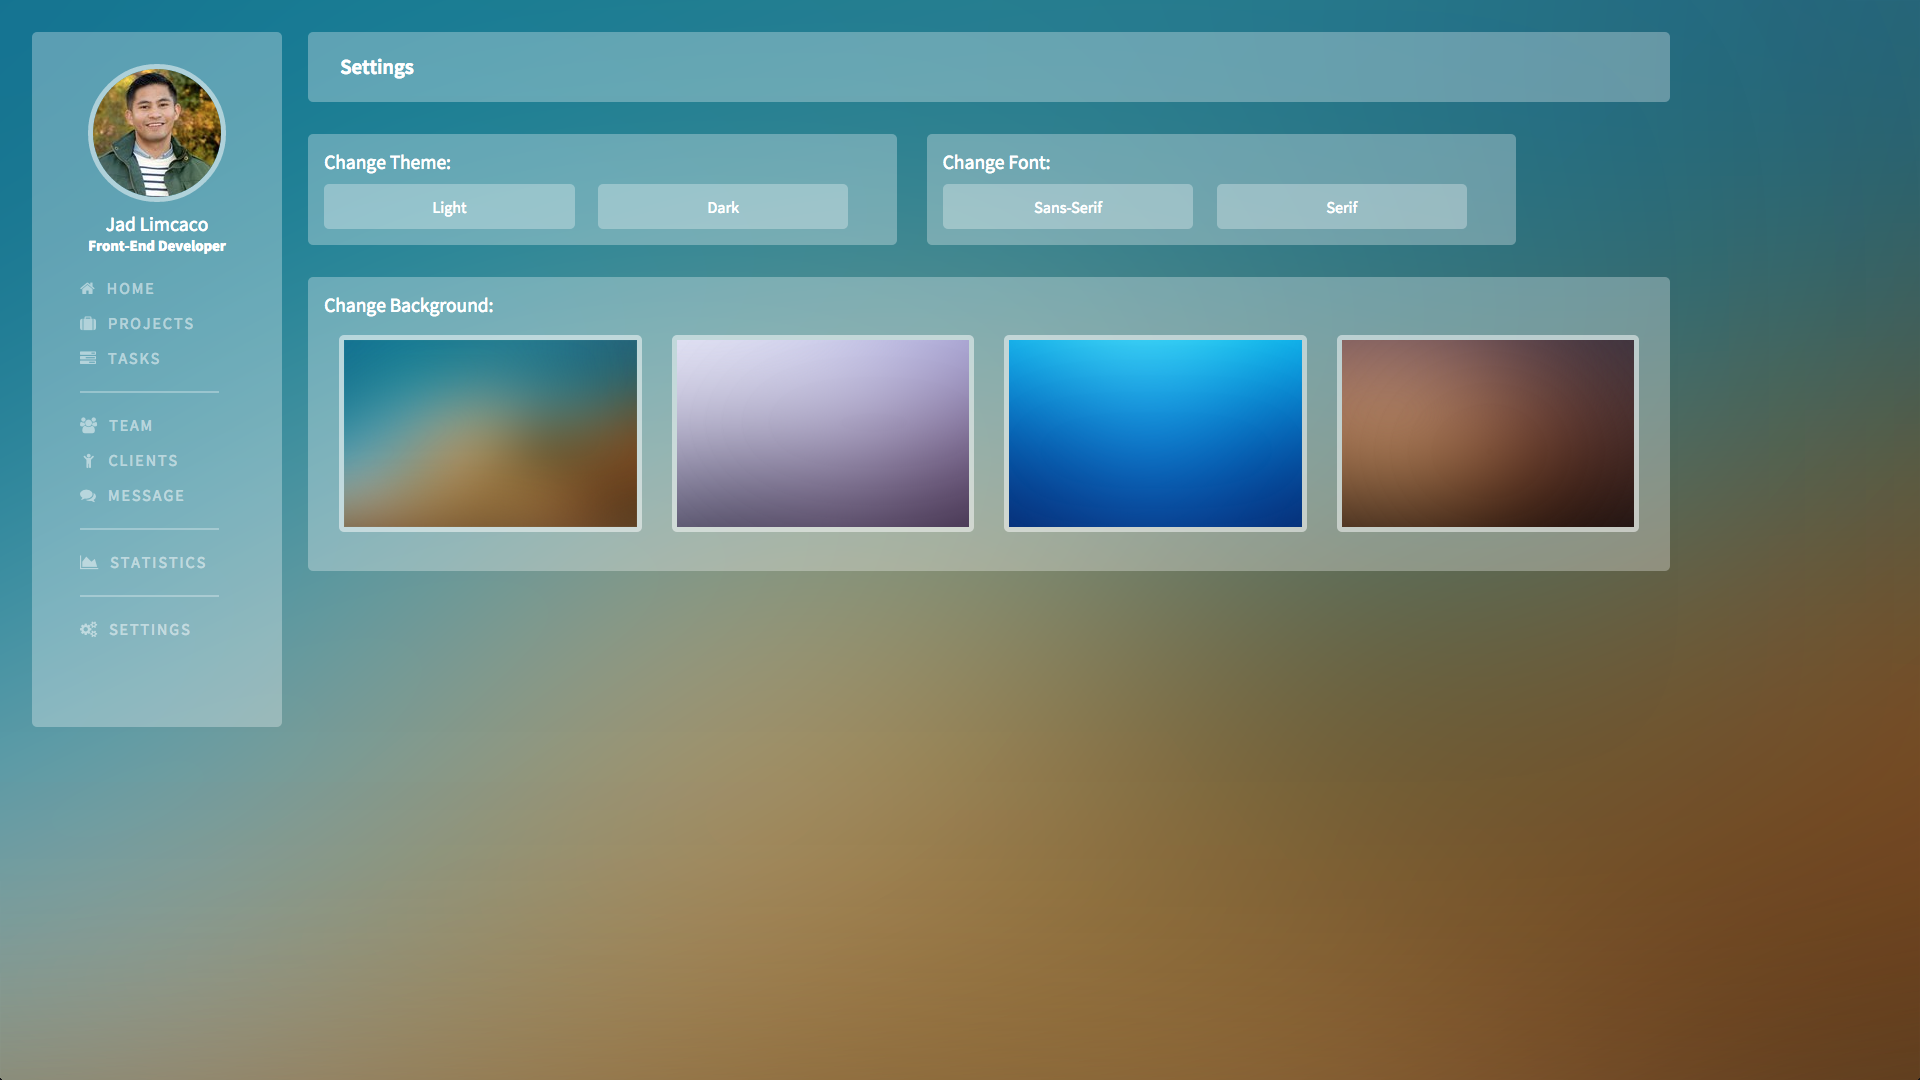 Jad Limcaco
Front-End Developer
HOME
PROJECTS
TASKS
TEAM
CLIENTS
MESSAGE
STATISTICS
SETTINGS
Settings
Change Theme:
Light
Dark
Change Font:
Sans-Serif
Serif
Change Background: